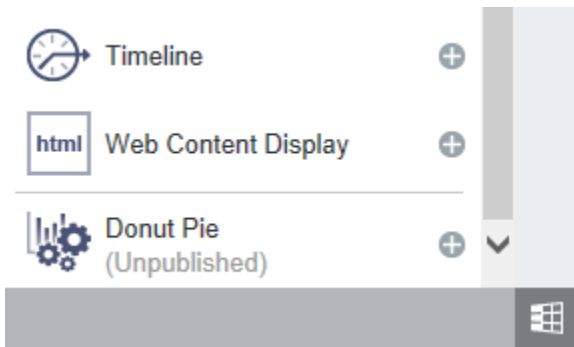 Timeline
html
Web Content Display
Donut Pie
(Unpublished)